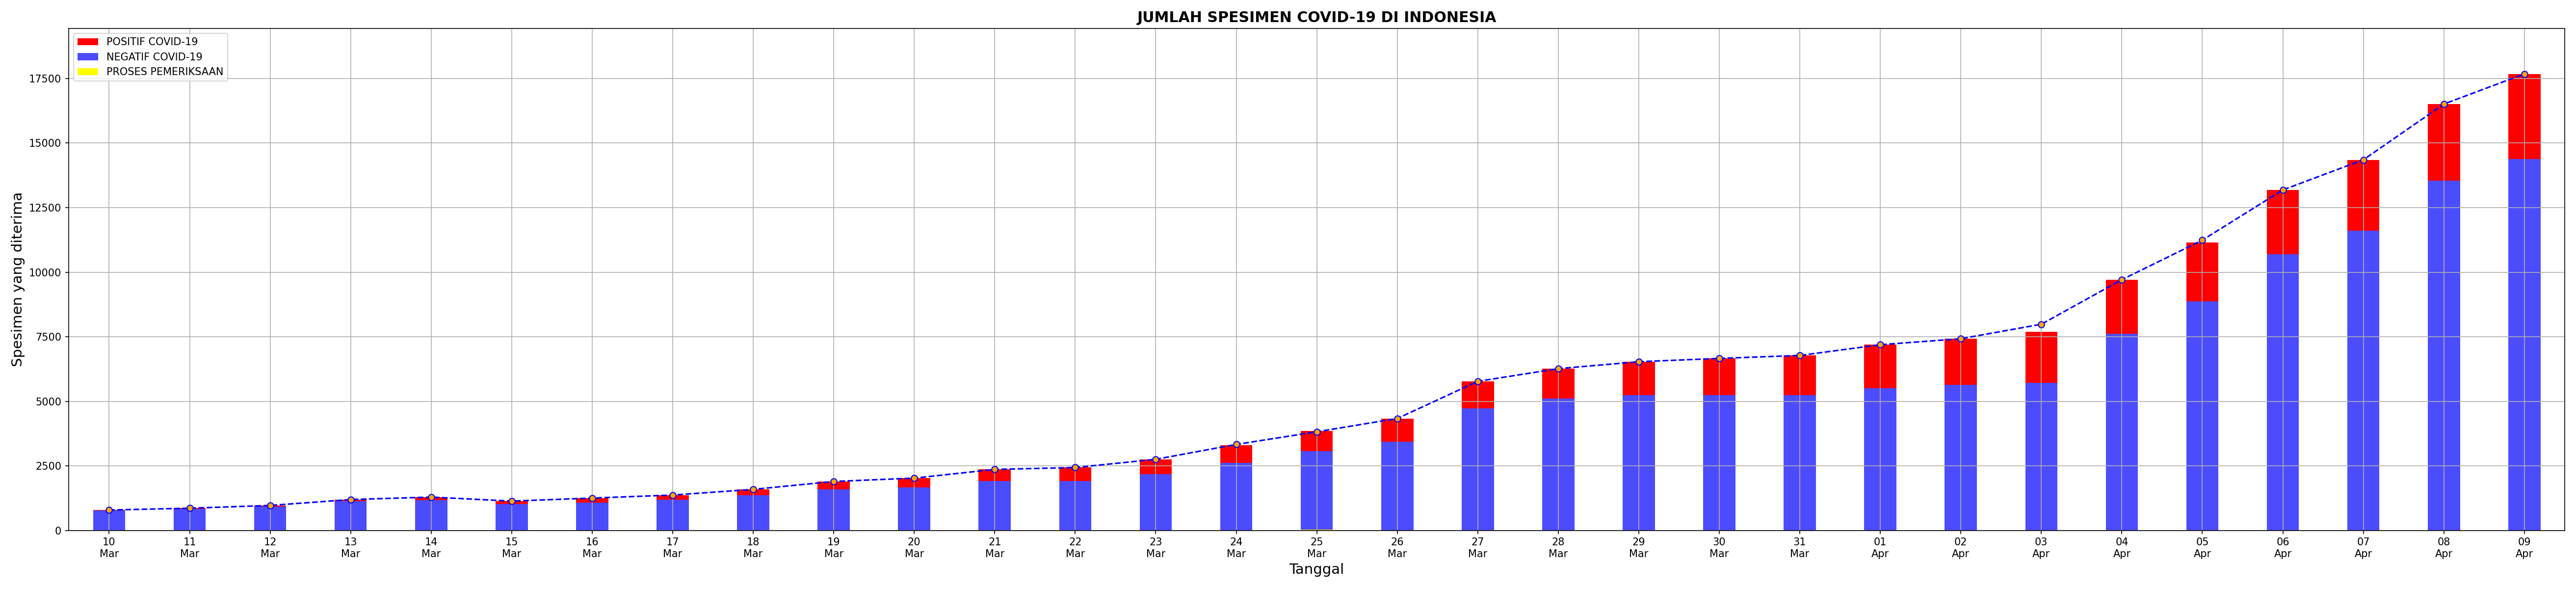 JUMLAH SPESIMEN COVID-19 DI INDONESIA
POSITIF COVID-19
NEGATIF COVID-19
PROSES PEMERIKSAAN
Spesimen yang diterima
17500
15000
12500
10000
7500
5000
2500
0
10 11 12 13 14 15 16 17 18 19 20 21 22 23 24 25 26 27 28 29 30 31 01 02 03 04 05 06 07 08 09
Mar Mar Mar Mar Mar Mar Mar Mar Mar Mar Mar Mar Mar Mar Mar Mar Mar Mar Mar Mar Mar Mar Apr Apr Apr Apr Apr Apr Apr Apr Apr
Tanggal